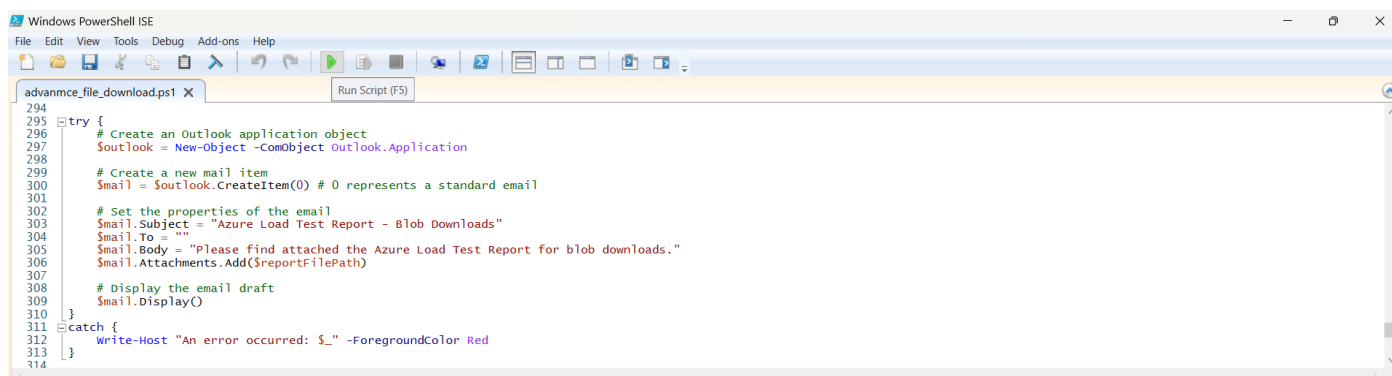 Windows PowerShell ISE
File Edit View Tools Debug Add-ons Help
Run Script (F5)
advanmce_file_download.ps1 X
294
295 try {
296 # Create an Outlook application object
297 $outlook = New-Object -ComObject Outlook.Application
298
299 # Create a new mail item
300 $mail = $outlook.CreateItem(0) # 0 represents a standard email
301
302 # Set the properties of the email
303 $mail.Subject = "Azure Load Test Report - Blob Downloads"
304 $mail.To = ""
305 $mail.Body = "Please find attached the Azure Load Test Report for blob downloads."
306 $mail.Attachments.Add($reportFilePath)
307
308 # Display the email draft
309 $mail.Display()
310 }
311 catch {
312 Write-Host "An error occurred: $_" -ForegroundColor Red
313 }
314